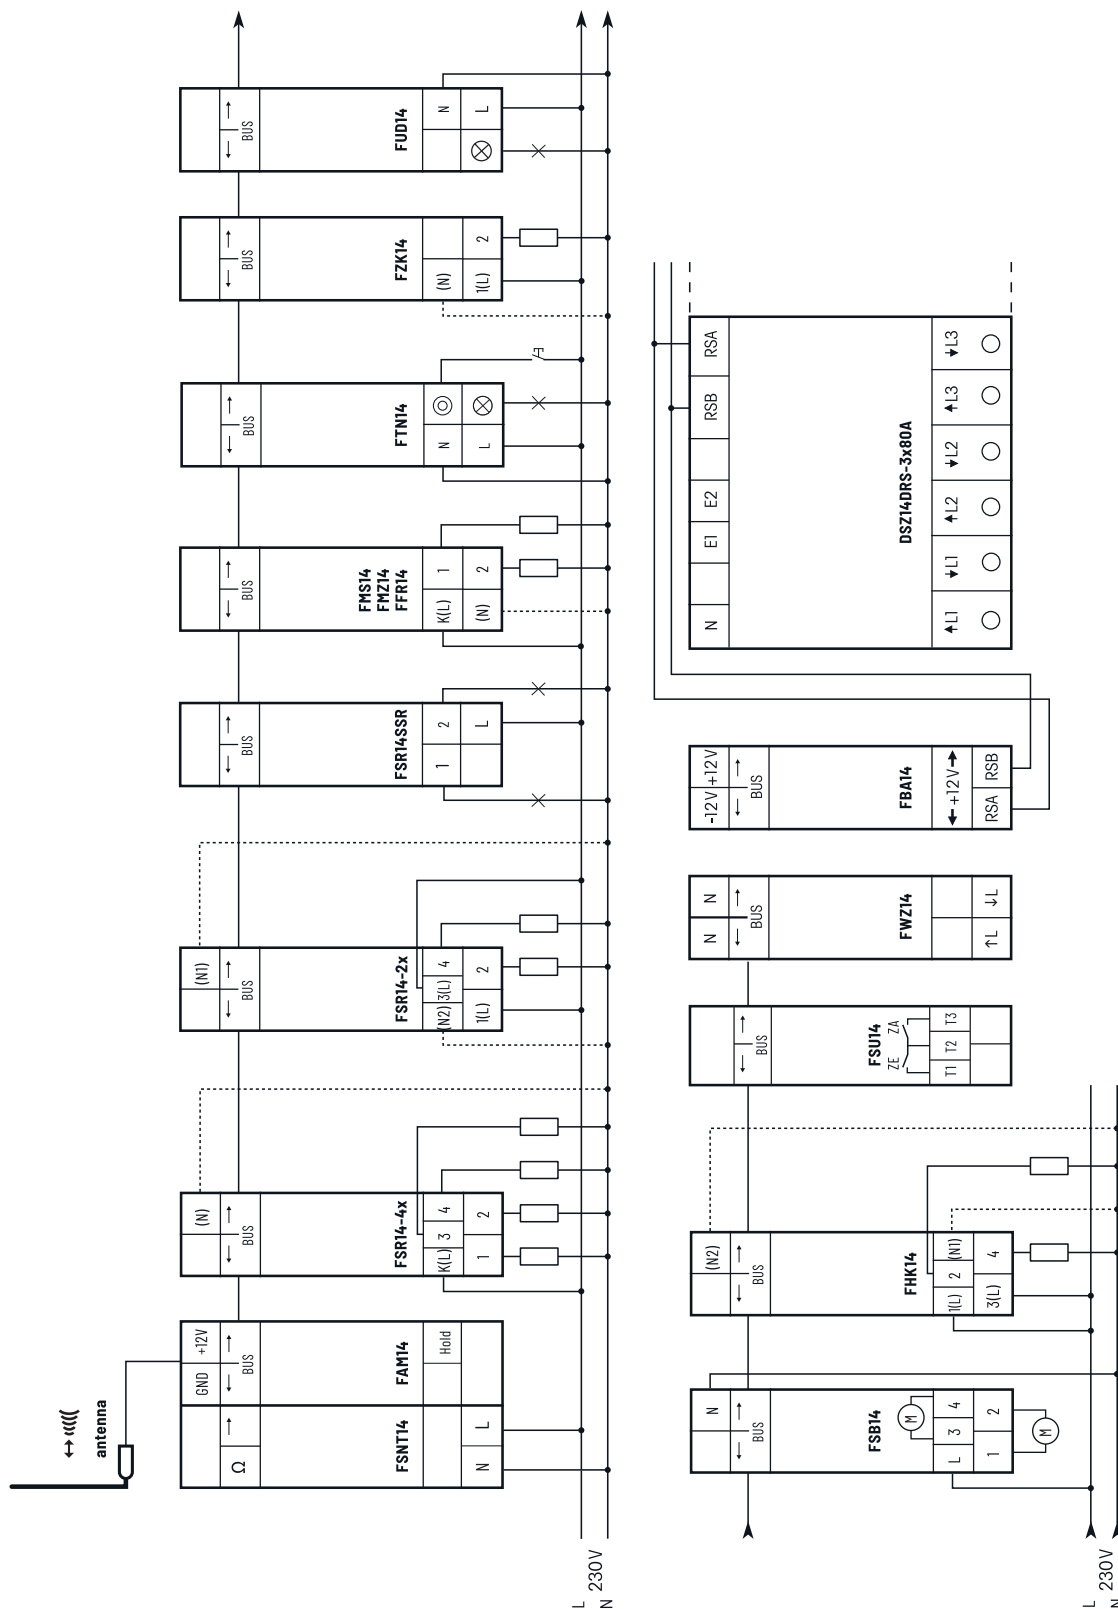 antenna
FSNT14
Ω
N
L
FAM14
GND
+12V
BUS
Hold
FSR14-4x
(N)
BUS
K(L)
3
4
1
2
FSR14-2x
(N1)
BUS
(N2)
3(L)
4
1(L)
2
FSR14SSR
BUS
1
2
L
FMS14
FMZ14
FFR14
BUS
K(L)
1
(N)
2
FTN14
BUS
N
L
FZK14
BUS
(N)
1(L)
2
FUD14
BUS
N
L
L
230V
N
FSB14
N
BUS
M
L
3
4
1
2
M
FHK14
(N2)
BUS
1(L)
2
(N1)
3(L)
4
FSU14
BUS
ZE
ZA
T1
T2
T3
FWZ14
N
N
BUS
↑L
↓L
FBA14
-12V
+12V
BUS
+12V
RSA
RSB
DSZ14DRS-3x80A
N
E1
E2
RSB
RSA
L1
L1
L2
L2
L3
L3
L
230V
N